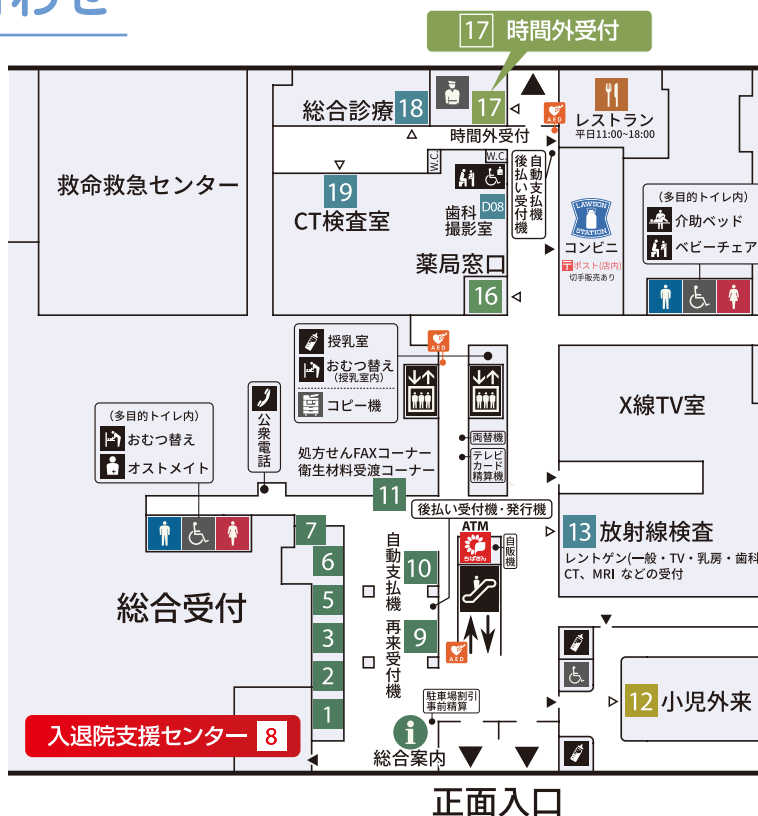 わせ
17 時間外受付
総合診療 18
17
時間外受付
AED
レストラン
平日11:00~18:00
救命救急センター
19
CT検査室
W.C.
W.C.
歯科
撮影室
D08
自動支払機
後払い受付機
LAWSON
STATION
コンビニ
〒ポスト(店内)
切手販売あり
(多目的トイレ内)
介助ベッド
ベビーチェア
薬局窓口
16
授乳室
おむつ替え
(授乳室内)
コピー機
AED
X線TV室
(多目的トイレ内)
おむつ替え
オストメイト
公衆電話
処方せんFAXコーナー
衛生材料受渡コーナー
11
両替機
テレビ
カード
精算機
後払い受付機・発行機
ATM
ちばぎん
自販機
13 放射線検査
レントゲン(一般・TV・乳房・歯科
CT、MRI などの受付
7
6
5
3
2
1
総合受付
自動支払機
10
再来受付機
9
AED
駐車場割引
事前精算
12 小児外来
入退院支援センター 8
i
総合案内
正面入口